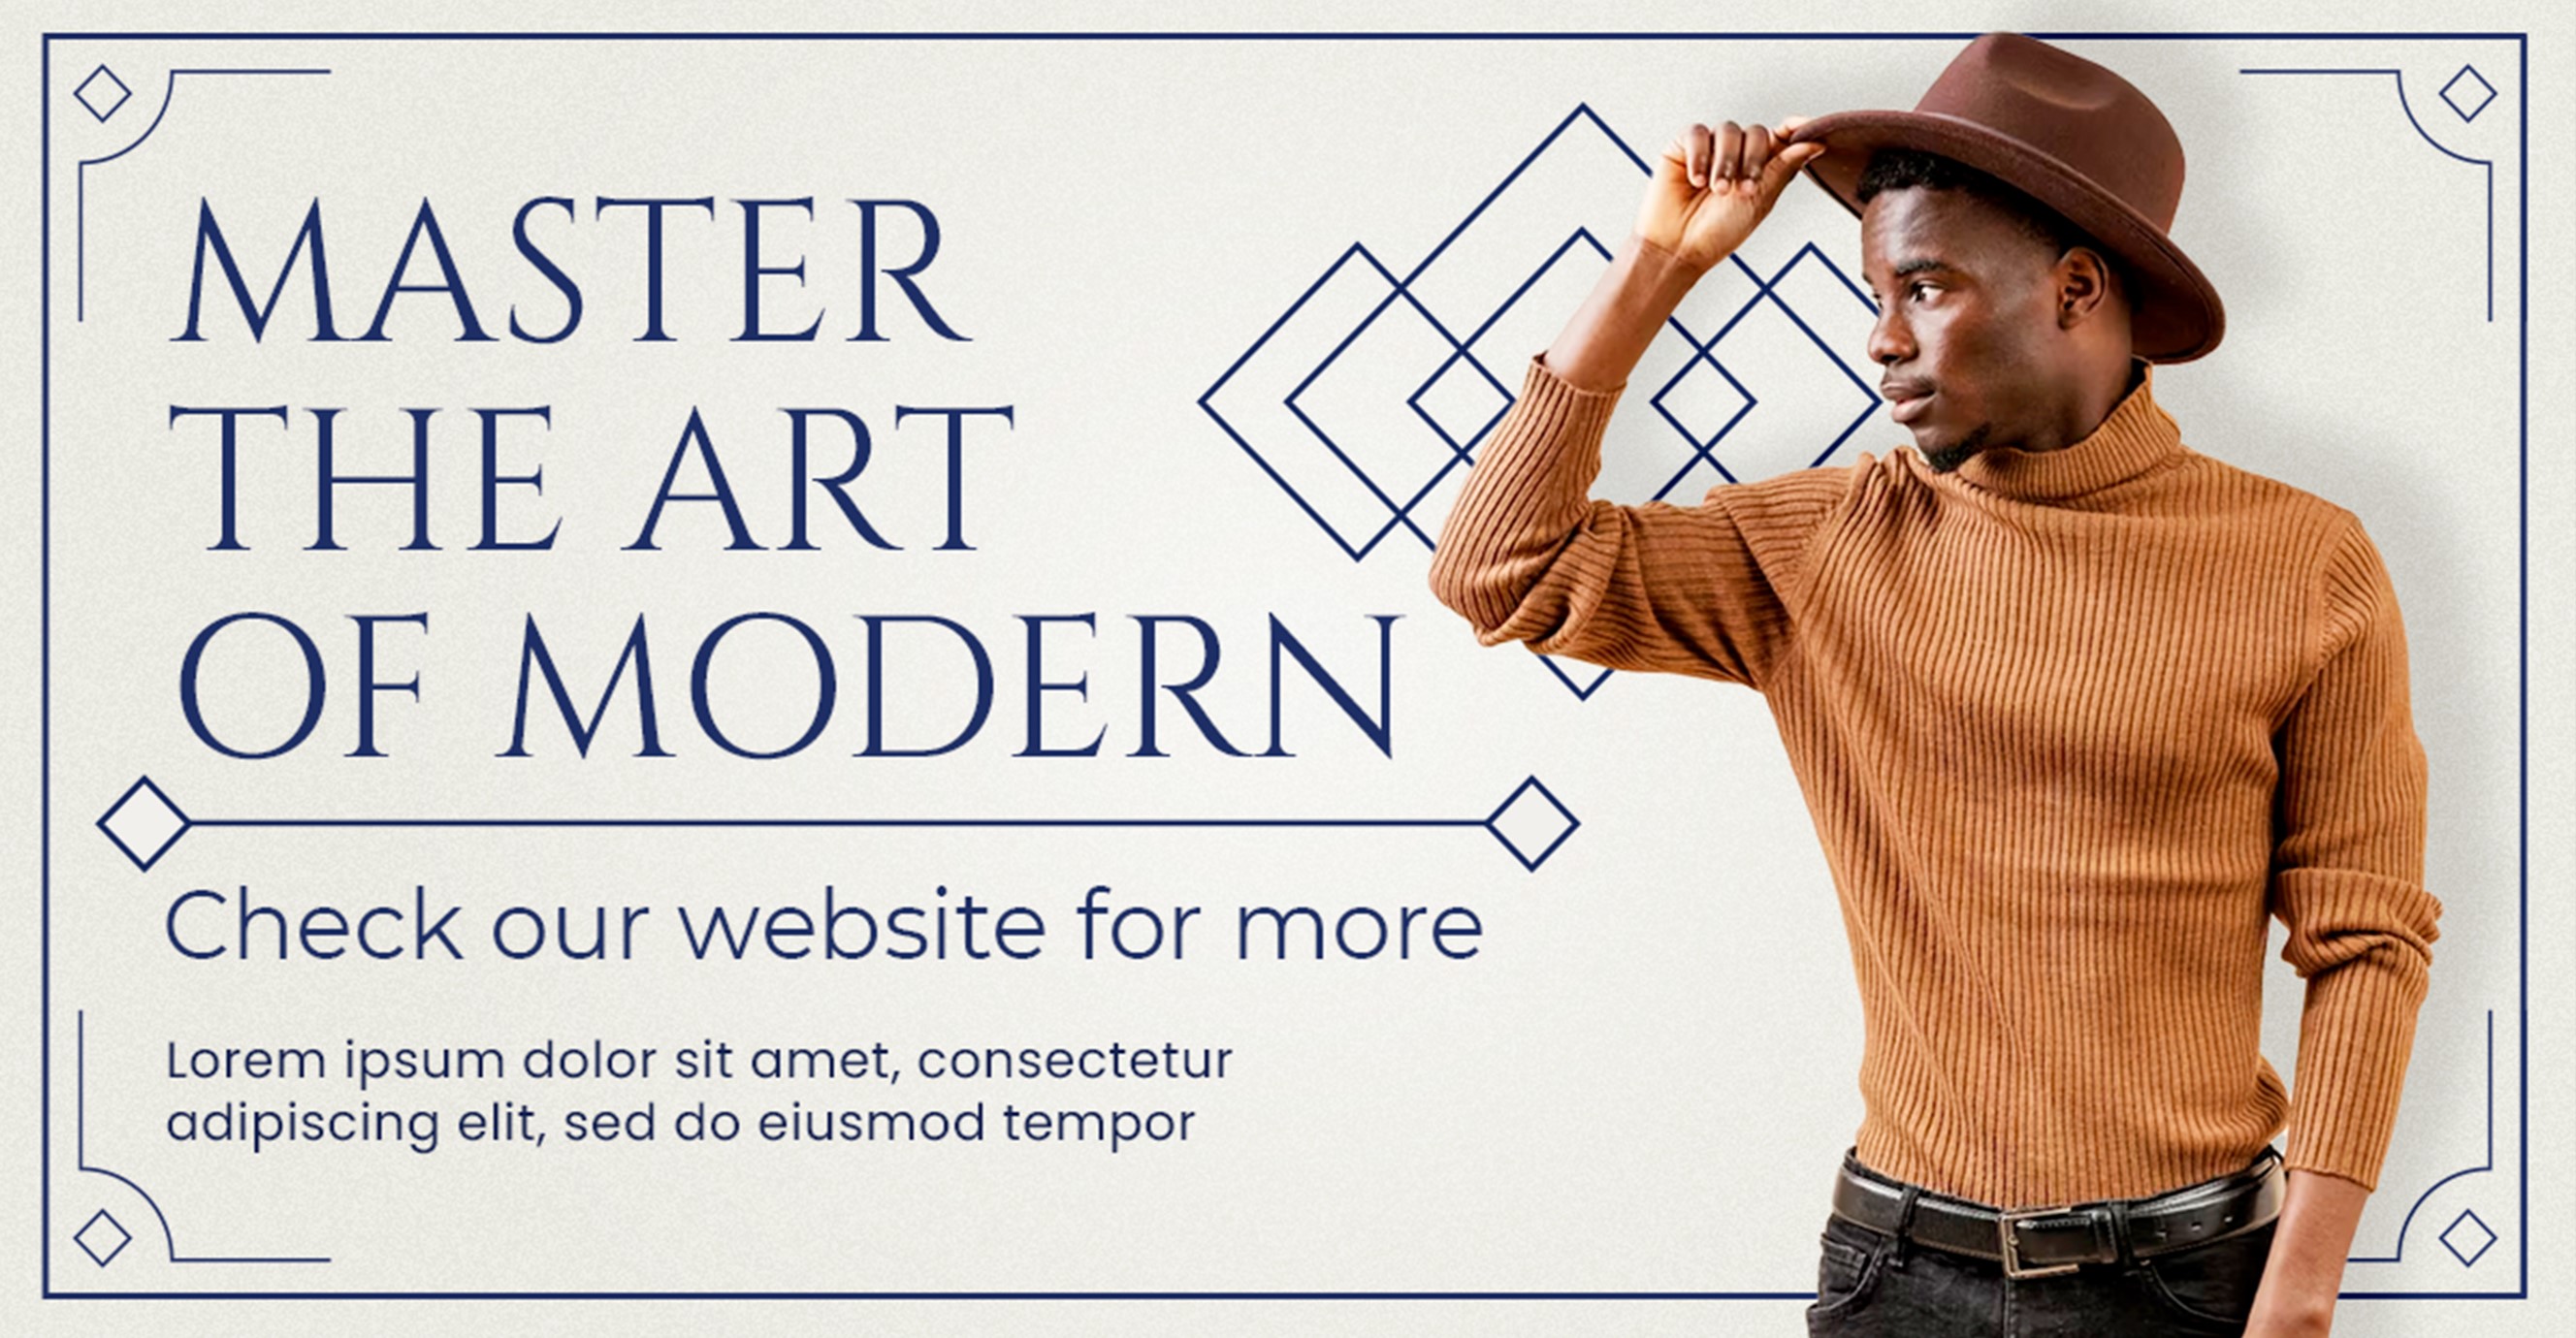 MASTER
THE ART
OF MODERN
Check our website for more
Lorem ipsum dolor sit amet, consectetur
adipiscing elit, sed do eiusmod tempor